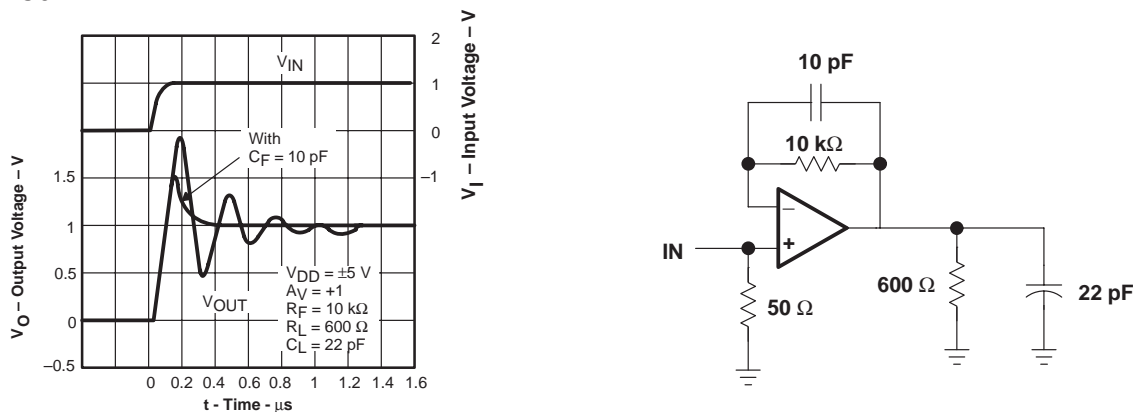 2
1
0
–1
V_I – Input Voltage – V
V_IN
With
C_F = 10 pF
1.5
1
0.5
0
–0.5
V_O – Output Voltage – V
V_OUT
V_DD = ±5 V
A_V = +1
R_F = 10 kΩ
R_L = 600 Ω
C_L = 22 pF
0 0.2 0.4 0.6 0.8 1 1.2 1.4 1.6
t - Time - μs
10 pF
10 kΩ
–
+
IN
50 Ω
600 Ω
22 pF